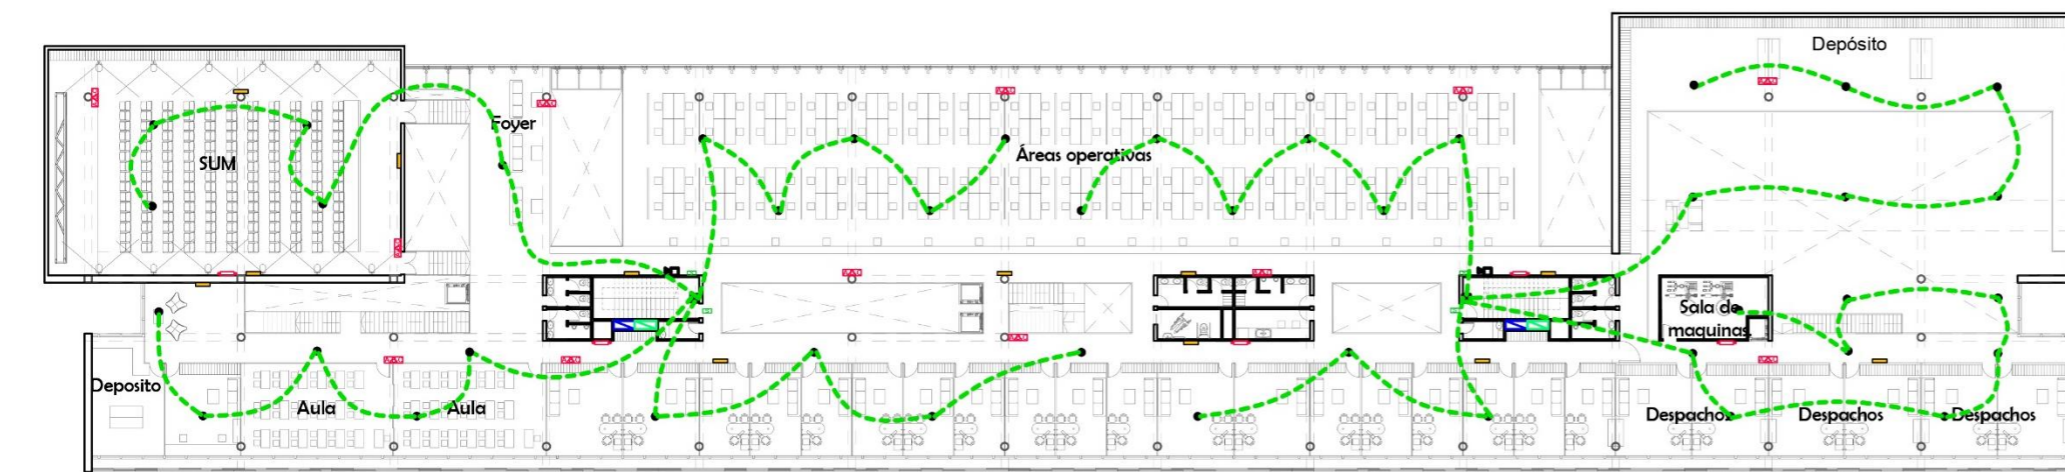 Depósito
Foyer
SUM
Áreas operativas
Sala de
maquinas
Deposito
Aula
Aula
Despachos
Despachos
Despachos